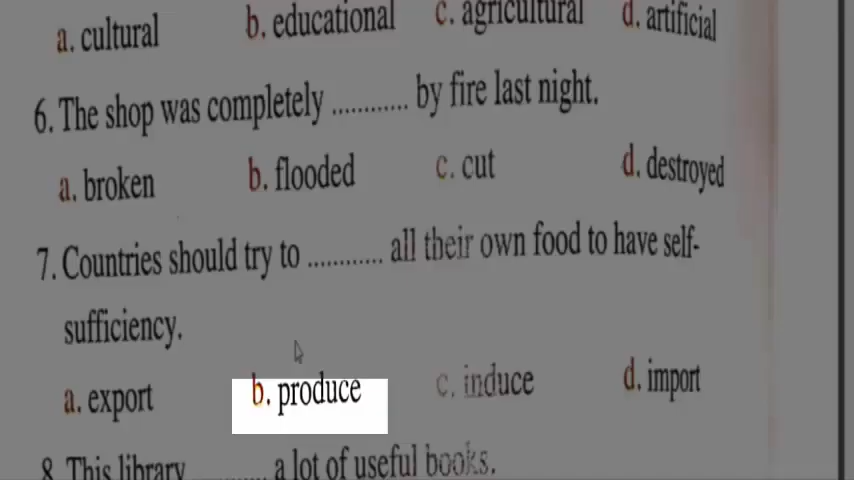 a. cultural b. educational c. agricultural d. artificial
6. The shop was completely ............ by fire last night.
a. broken b. flooded c. cut d. destroyed
7. Countries should try to ............ all their own food to have self-
sufficiency.
a. export b. produce c. induce d. import
8. This library ............ a lot of useful books.